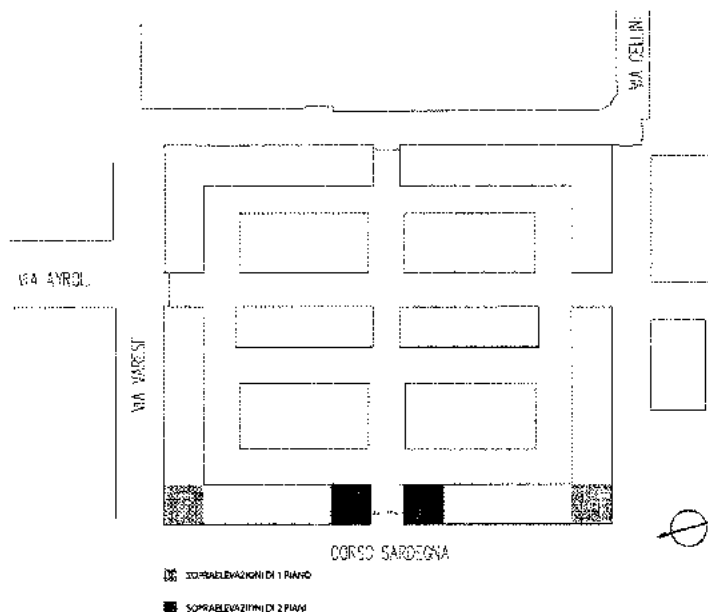 VIA CELLINI
VIA AYROLI
VIA VARESE
CORSO SARDEGNA
SOPRAELEVAZIONI DI 1 PIANO
SOPRAELEVAZIONI DI 2 PIANI